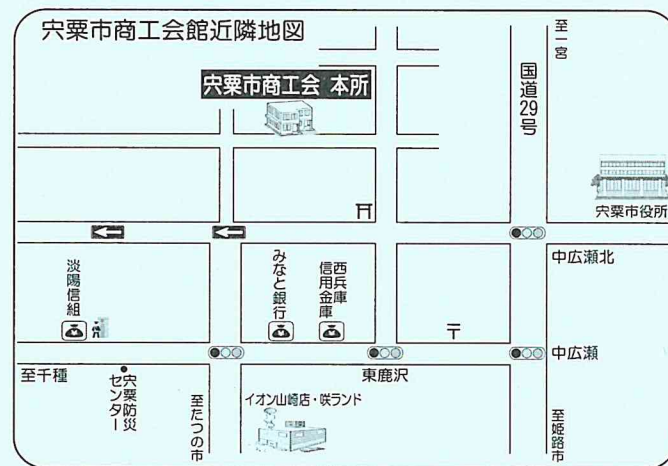 宍粟市商工会館近隣地図
至一宮
宍粟市商工会 本所
国道29号
宍粟市役所
中広瀬北
淡陽信組
みなと銀行
西兵庫
信用金庫
〒
中広瀬
至千種
東鹿沢
宍粟防災
センター
至たつの市
イオン山崎店・咲ランド
至姫路市